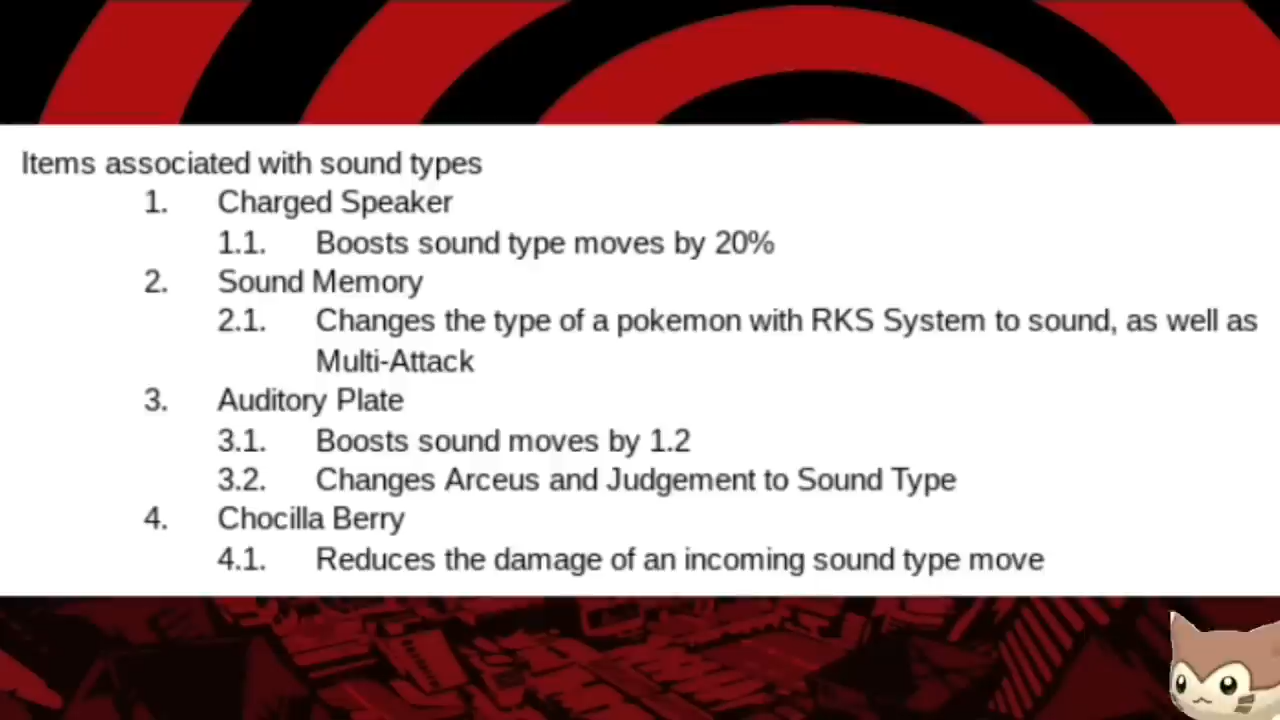 Items associated with sound types
1. Charged Speaker
1.1. Boosts sound type moves by 20%
2. Sound Memory
2.1. Changes the type of a pokemon with RKS System to sound, as well as
Multi-Attack
3. Auditory Plate
3.1. Boosts sound moves by 1.2
3.2. Changes Arceus and Judgement to Sound Type
4. Chocilla Berry
4.1. Reduces the damage of an incoming sound type move